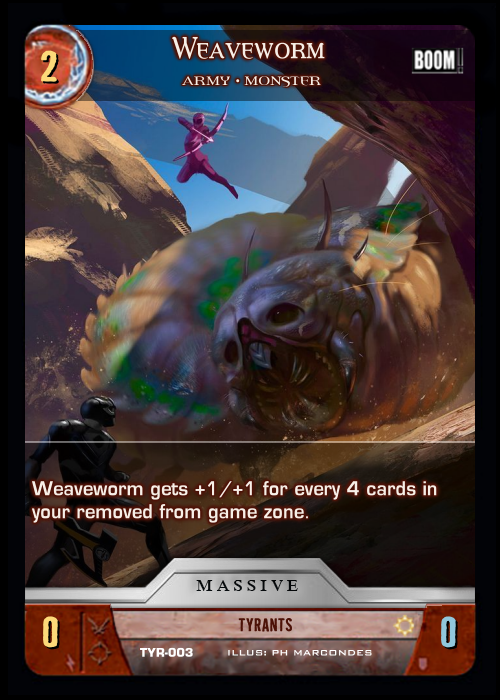 2
Weaveworm
ARMY • MONSTER
BOOM!
Weaveworm gets +1/+1 for every 4 cards in
your removed from game zone.
MASSIVE
0
TYRANTS
0
TYR-003 ILLUS: PH MARCONDES